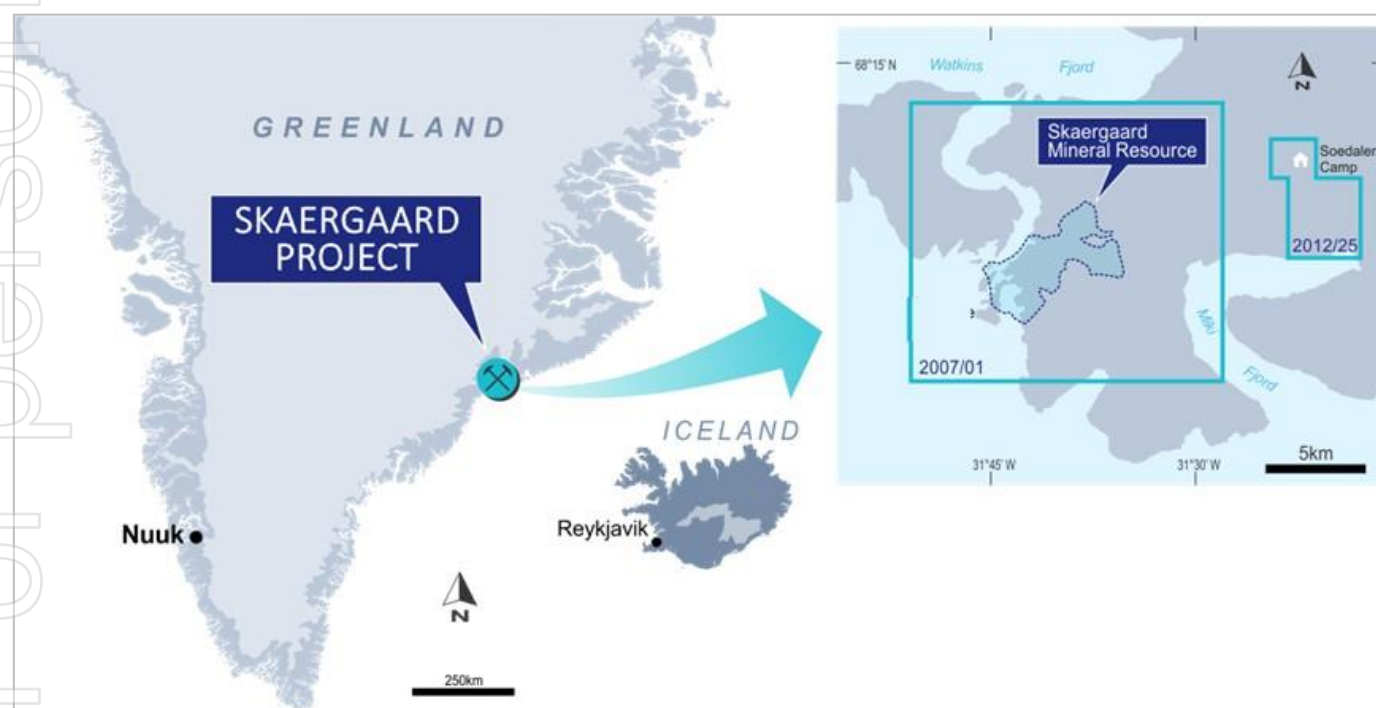 GREENLAND
SKAERGAARD
PROJECT
ICELAND
Reykjavik
Nuuk
N
250km
68°15' N
Watkins
Fjord
N
Skaergaard
Mineral Resource
Soedalen
Camp
2012/25
2007/01
Miki
Fjord
31°45' W
31°30' W
5km